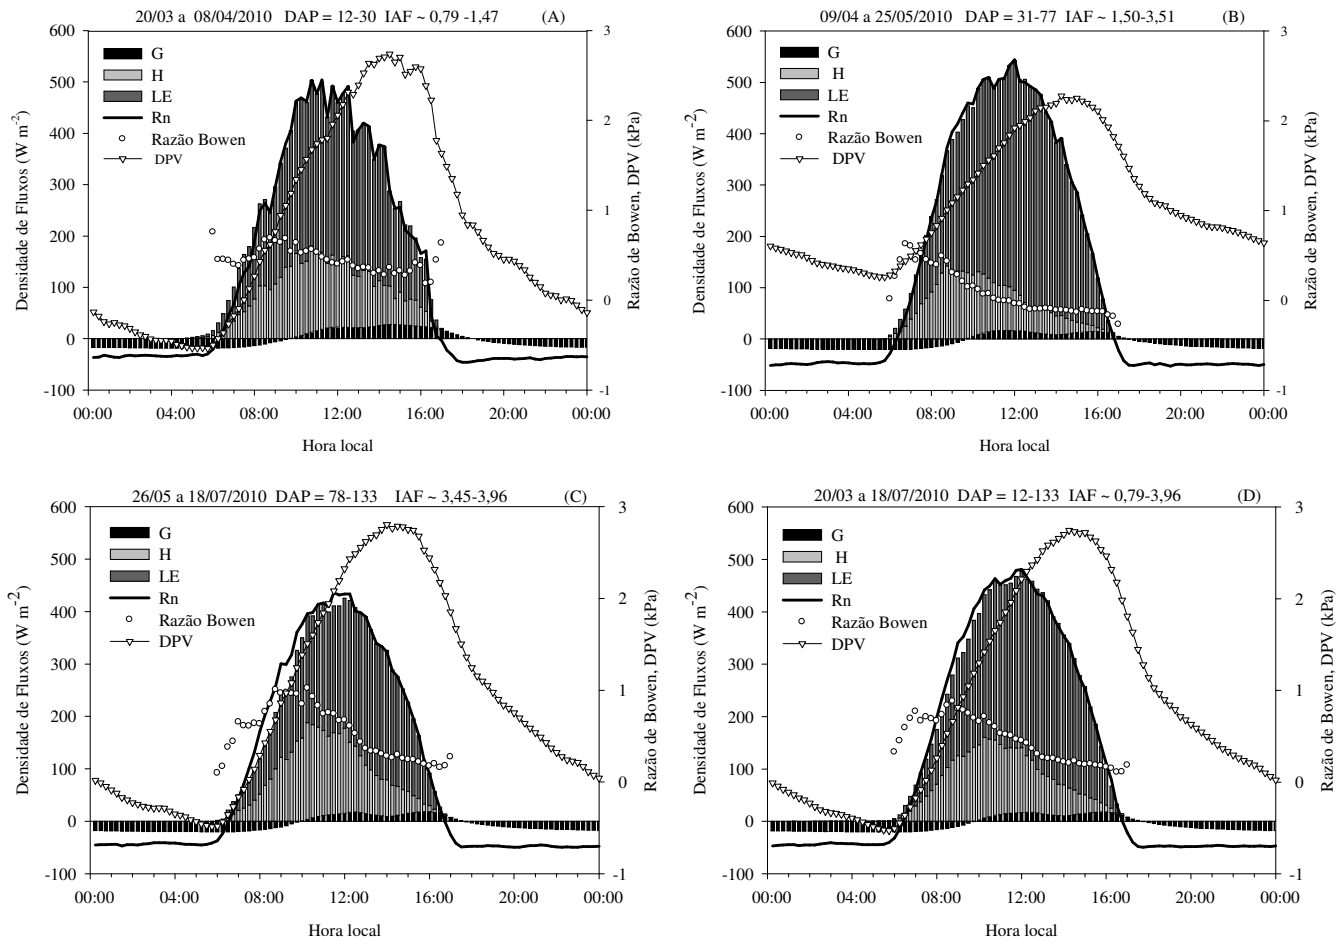 20/03 a 08/04/2010 DAP = 12-30 IAF ~ 0,79 -1,47 (A)
600
500
400
300
200
100
0
-100
3
2
1
0
-1
G
H
LE
Rn
Razão Bowen
DPV
Densidade de Fluxos (W m-2)
Razão de Bowen, DPV (kPa)
00:00 04:00 08:00 12:00 16:00 20:00 00:00
Hora local
09/04 a 25/05/2010 DAP = 31-77 IAF ~ 1,50-3,51 (B)
600
500
400
300
200
100
0
-100
3
2
1
0
-1
G
H
LE
Rn
Razão Bowen
DPV
Densidade de Fluxos (W m-2)
Razão de Bowen, DPV (kPa)
00:00 04:00 08:00 12:00 16:00 20:00 00:00
Hora local
26/05 a 18/07/2010 DAP = 78-133 IAF ~ 3,45-3,96 (C)
600
500
400
300
200
100
0
-100
3
2
1
0
-1
G
H
LE
Rn
Razão Bowen
DPV
Densidade de Fluxos (W m-2)
Razão de Bowen, DPV (kPa)
00:00 04:00 08:00 12:00 16:00 20:00 00:00
Hora local
20/03 a 18/07/2010 DAP = 12-133 IAF ~ 0,79-3,96 (D)
600
500
400
300
200
100
0
-100
3
2
1
0
-1
G
H
LE
Rn
Razão Bowen
DPV
Densidade de Fluxos (W m-2)
Razão de Bowen, DPV (kPa)
00:00 04:00 08:00 12:00 16:00 20:00 00:00
Hora local